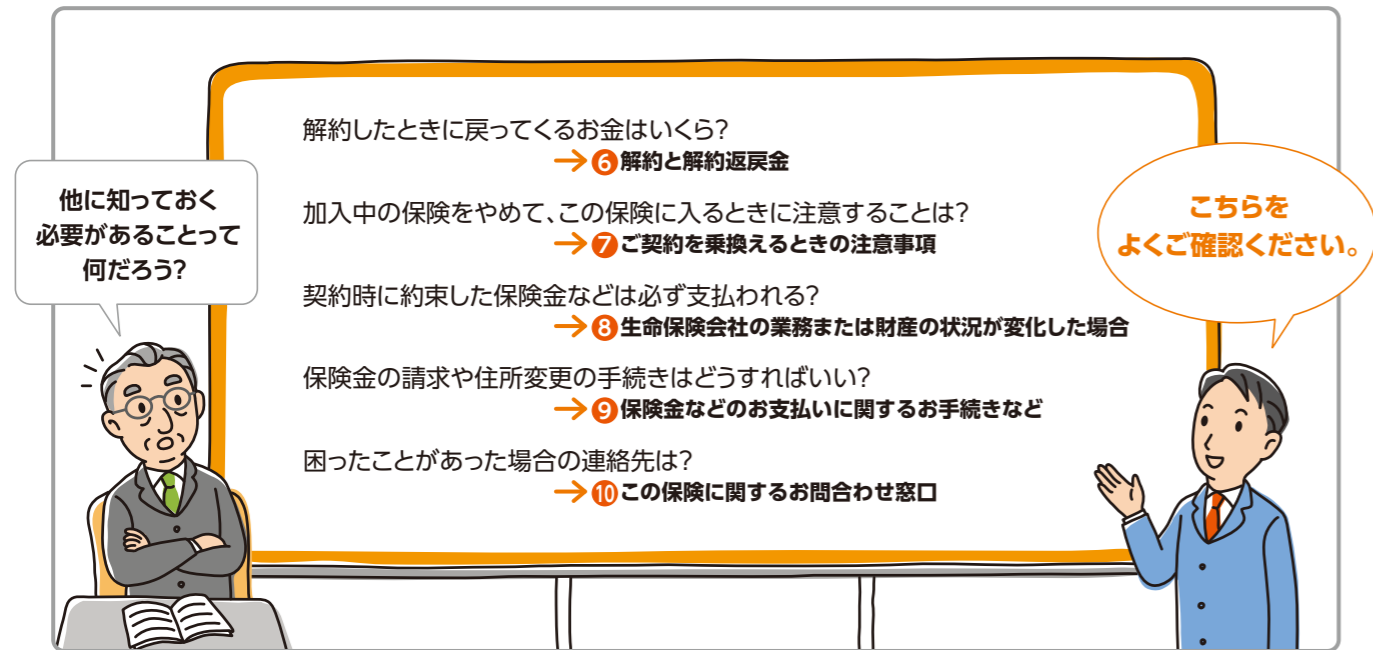 解約したときに戻ってくるお金はいくら?
→❻解約と解約返戻金
他に知っておく
必要があることって
何だろう?
加入中の保険をやめて、この保険に入るときに注意することは?
→❼ご契約を乗換えるときの注意事項
こちらを
よくご確認ください。
契約時に約束した保険金などは必ず支払われる?
→❽生命保険会社の業務または財産の状況が変化した場合
保険金の請求や住所変更の手続きはどうすればいい?
→❾保険金などのお支払いに関するお手続きなど
困ったことがあった場合の連絡先は?
→❿この保険に関するお問合わせ窓口